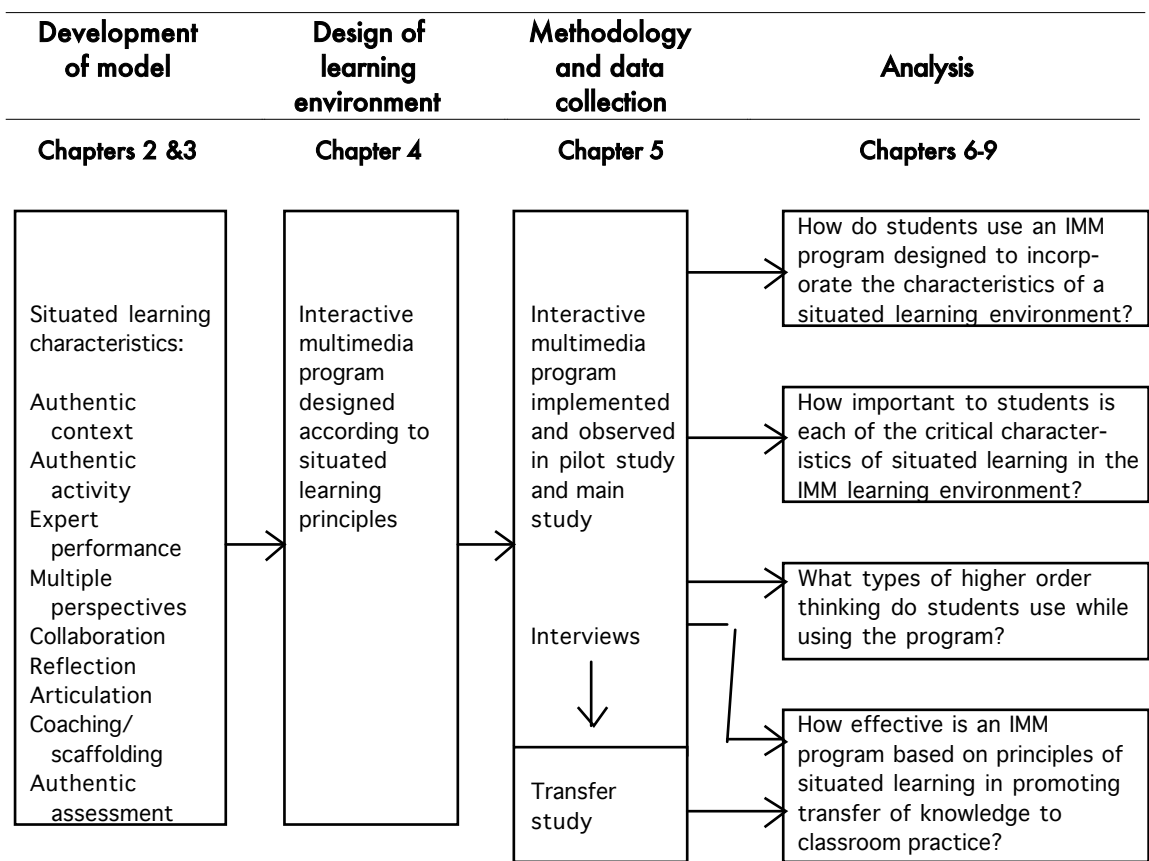 Development
of model
Design of
learning
environment
Methodology
and data
collection
Analysis
Chapters 2 &3
Chapter 4
Chapter 5
Chapters 6-9
Situated learning
characteristics:
Authentic
context
Authentic
activity
Expert
performance
Multiple
perspectives
Collaboration
Reflection
Articulation
Coaching/
scaffolding
Authentic
assessment
Interactive
multimedia
program
designed
according to
situated
learning
principles
Interactive
multimedia
program
implemented
and observed
in pilot study
and main
study
Interviews
Transfer
study
How do students use an IMM
program designed to incorp-
orate the characteristics of a
situated learning environment?
How important to students is
each of the critical character-
istics of situated learning in the
IMM learning environment?
What types of higher order
thinking do students use while
using the program?
How effective is an IMM
program based on principles of
situated learning in promoting
transfer of knowledge to
classroom practice?